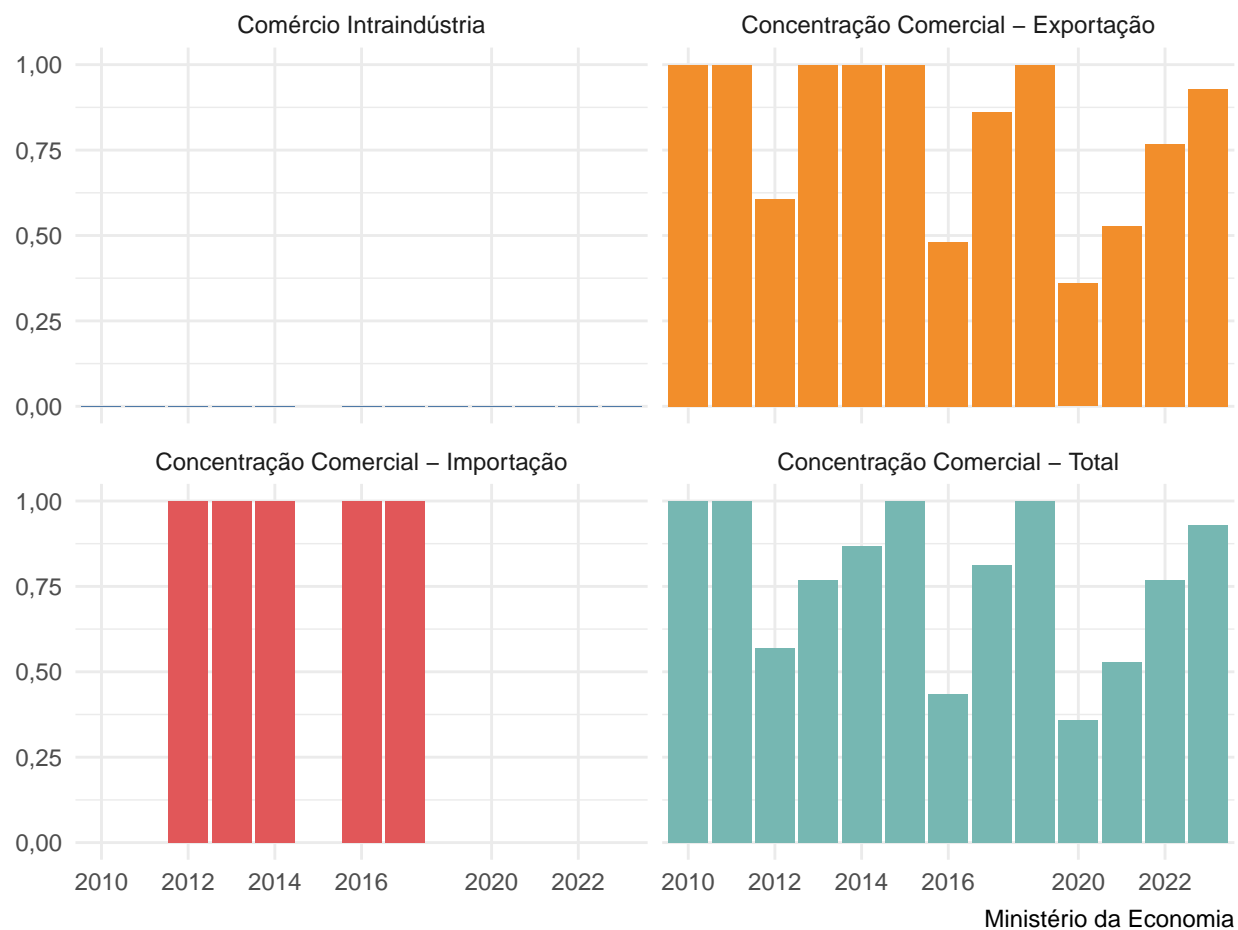 Comércio Intraindústria
Concentração Comercial – Exportação
1,00
0,75
0,50
0,25
0,00
Concentração Comercial – Importação
Concentração Comercial – Total
1,00
0,75
0,50
0,25
0,00
2010 2012 2014 2016 2020 2022
2010 2012 2014 2016 2020 2022
Ministério da Economia